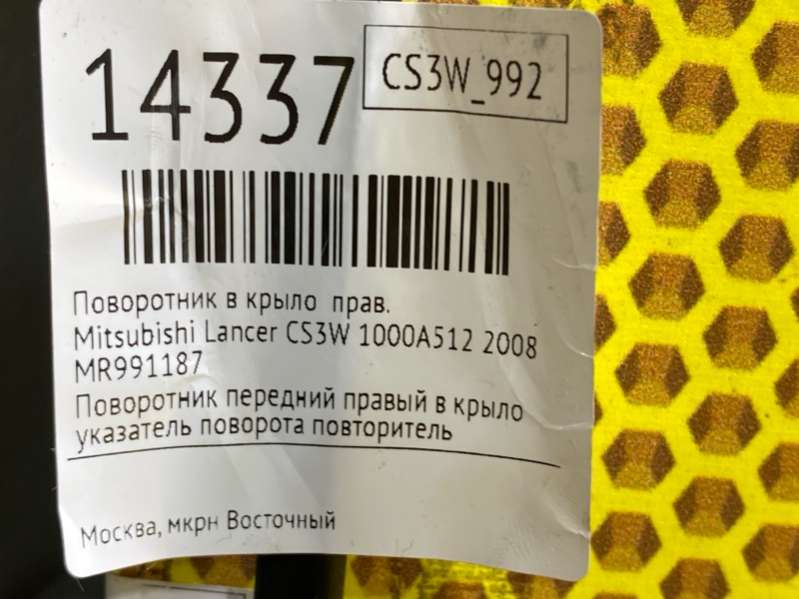 14337
CS3W_992
Поворотник в крыло прав.
Mitsubishi Lancer CS3W 1000A512 2008
MR991187
Поворотник передний правый в крыло
указатель поворота повторитель
Москва, мкрн Восточный